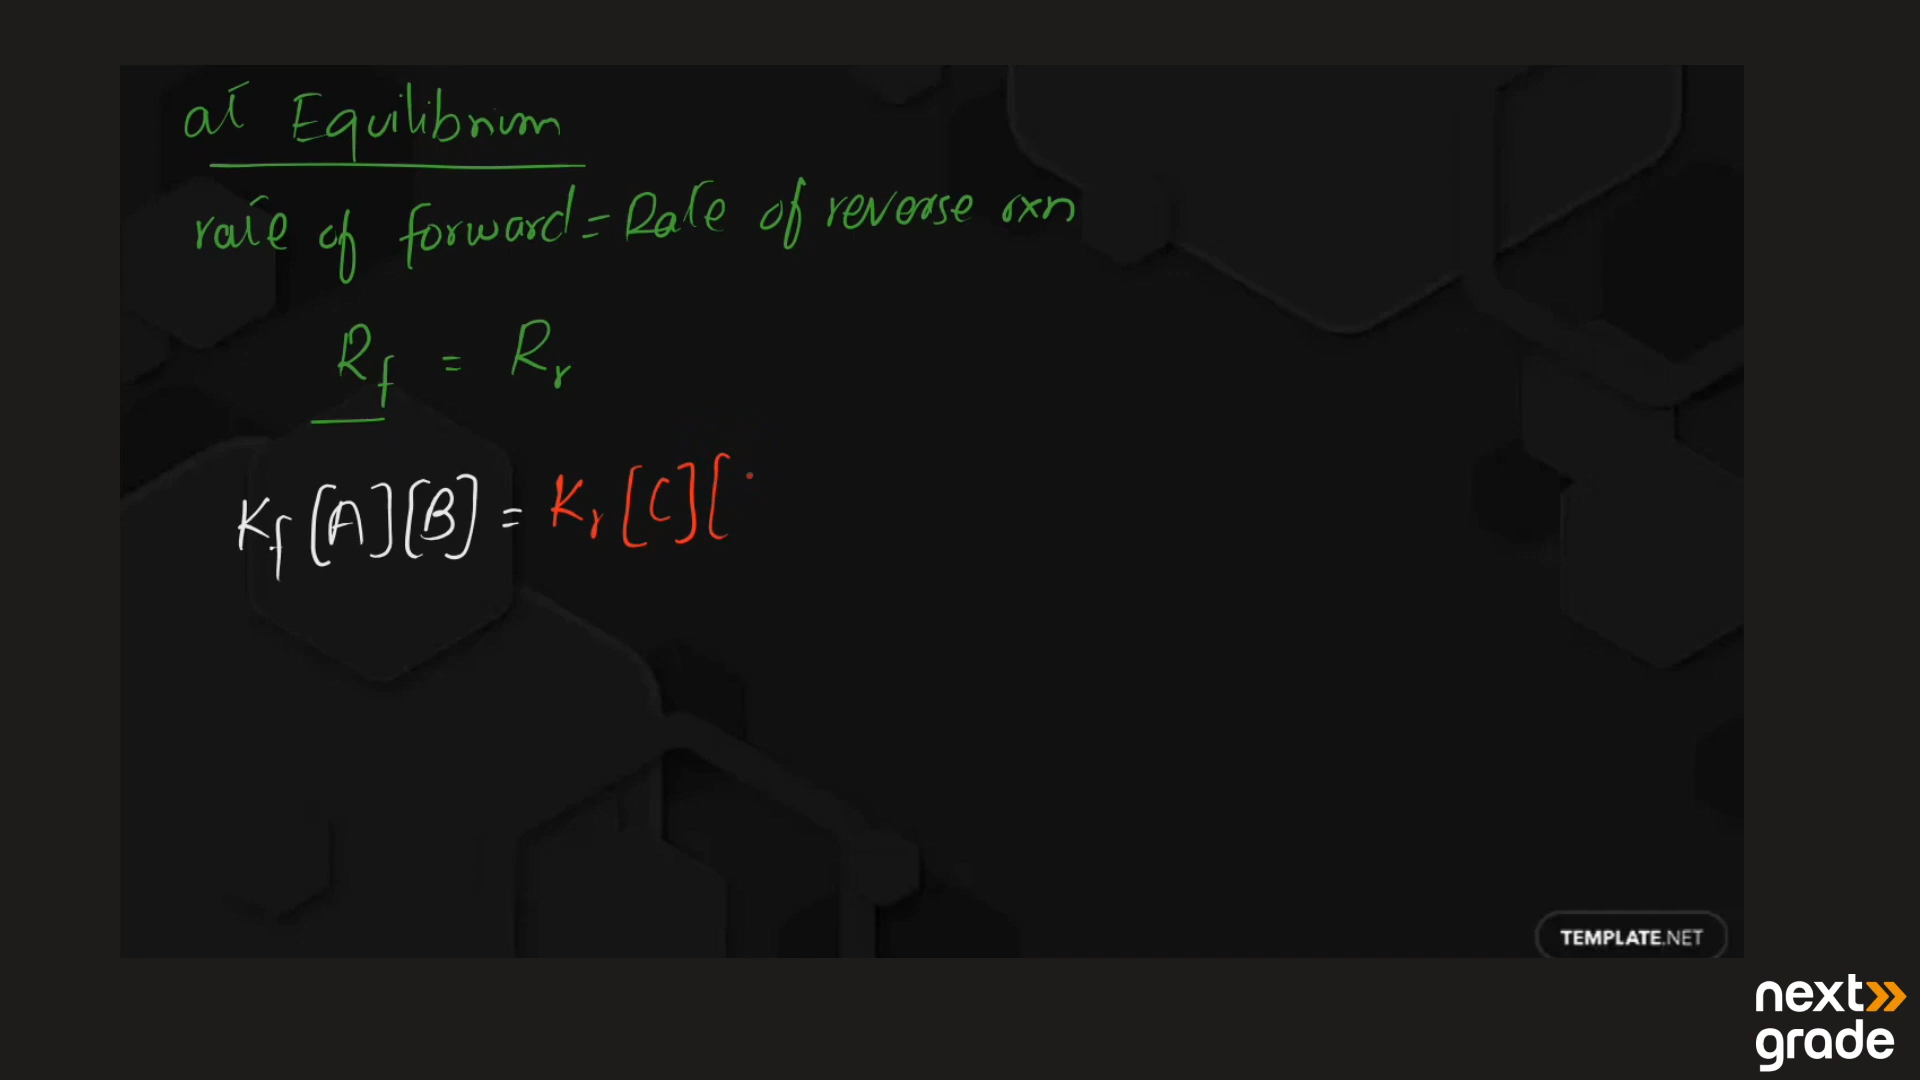 at Equilibrium
rate of forward = Rate of reverse rxn
Rf = Rr
Kf [A][B] = Kr [C][
TEMPLATE.NET
next
grade